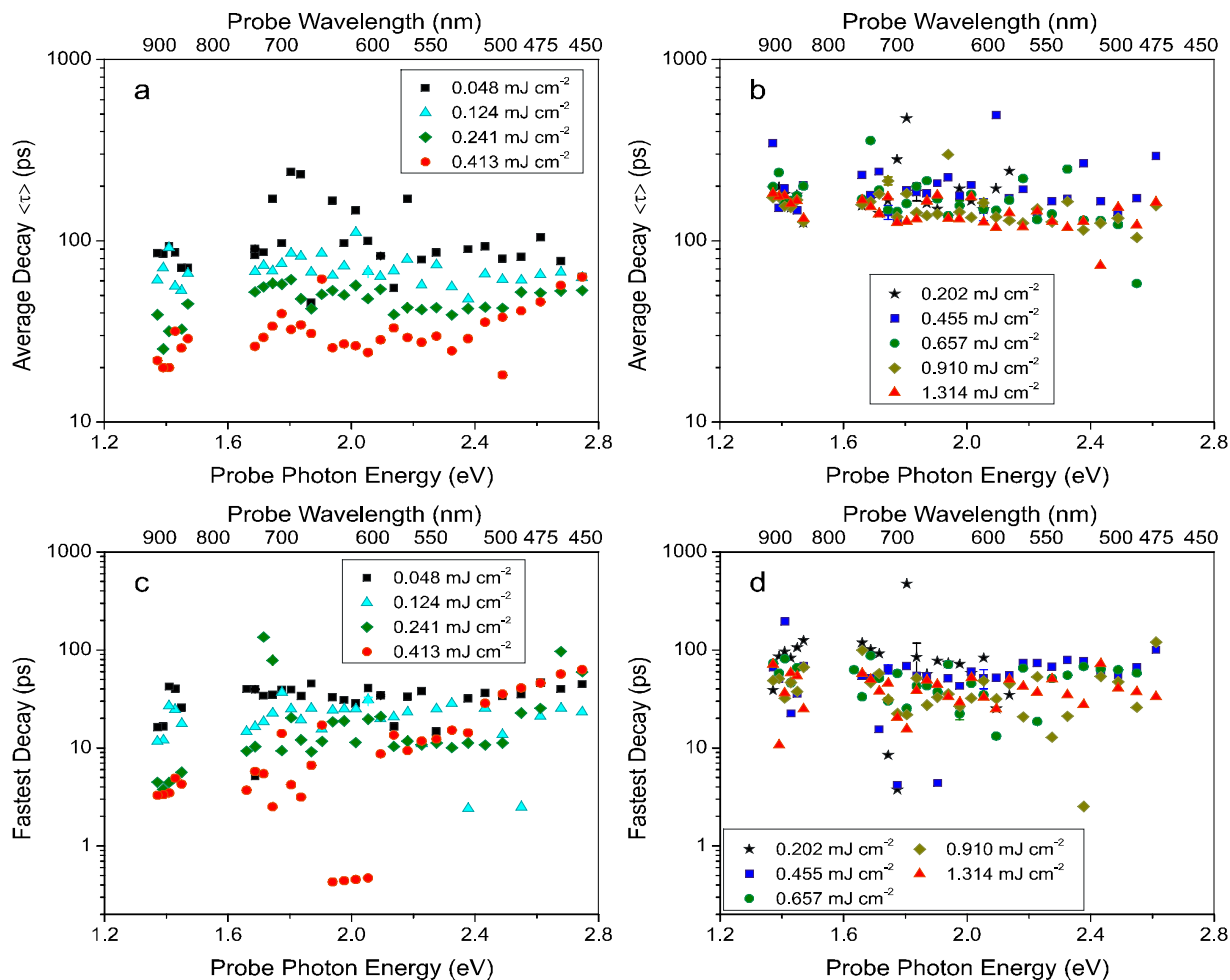 Probe Wavelength (nm)
900 800 700 600 550 500 475 450
1000
100
10
Average Decay <τ> (ps)
a
0.048 mJ cm⁻²
0.124 mJ cm⁻²
0.241 mJ cm⁻²
0.413 mJ cm⁻²
1.2 1.6 2.0 2.4 2.8
Probe Photon Energy (eV)
Probe Wavelength (nm)
900 800 700 600 550 500 475 450
1000
100
10
Average Decay <τ> (ps)
b
0.202 mJ cm⁻²
0.455 mJ cm⁻²
0.657 mJ cm⁻²
0.910 mJ cm⁻²
1.314 mJ cm⁻²
1.2 1.6 2.0 2.4 2.8
Probe Photon Energy (eV)
Probe Wavelength (nm)
900 800 700 600 550 500 475 450
1000
100
10
1
Fastest Decay (ps)
c
0.048 mJ cm⁻²
0.124 mJ cm⁻²
0.241 mJ cm⁻²
0.413 mJ cm⁻²
1.2 1.6 2.0 2.4 2.8
Probe Photon Energy (eV)
Probe Wavelength (nm)
900 800 700 600 550 500 475 450
1000
100
10
1
Fastest Decay (ps)
d
0.202 mJ cm⁻² 0.910 mJ cm⁻²
0.455 mJ cm⁻² 1.314 mJ cm⁻²
0.657 mJ cm⁻²
1.2 1.6 2.0 2.4 2.8
Probe Photon Energy (eV)